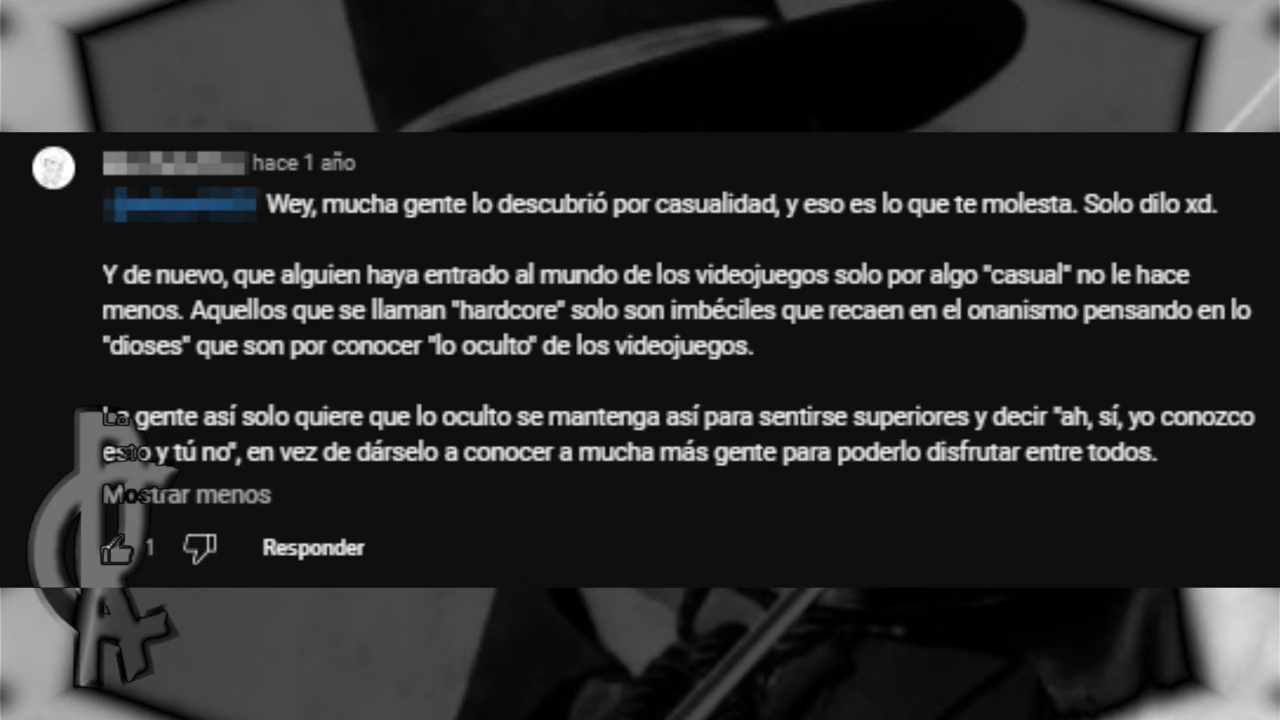 hace 1 año
Wey, mucha gente lo descubrió por casualidad, y eso es lo que te molesta. Solo dilo xd.
Y de nuevo, que alguien haya entrado al mundo de los videojuegos solo por algo "casual" no le hace
menos. Aquellos que se llaman "hardcore" solo son imbéciles que recaen en el onanismo pensando en lo
"dioses" que son por conocer "lo oculto" de los videojuegos.
La gente así solo quiere que lo oculto se mantenga así para sentirse superiores y decir "ah, sí, yo conozco
esto y tú no", en vez de dárselo a conocer a mucha más gente para poderlo disfrutar entre todos.
Mostrar menos
1
Responder